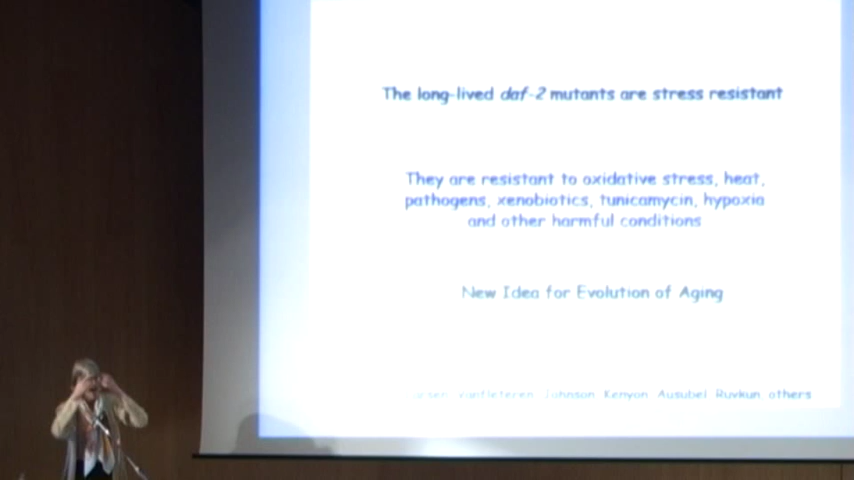 The long-lived daf-2 mutants are stress resistant
They are resistant to oxidative stress, heat,
pathogens, xenobiotics, tunicamycin, hypoxia
and other harmful conditions
New Idea for Evolution of Aging
Vanfleteren Johnson Kenyon Ausubel Ruvkun others